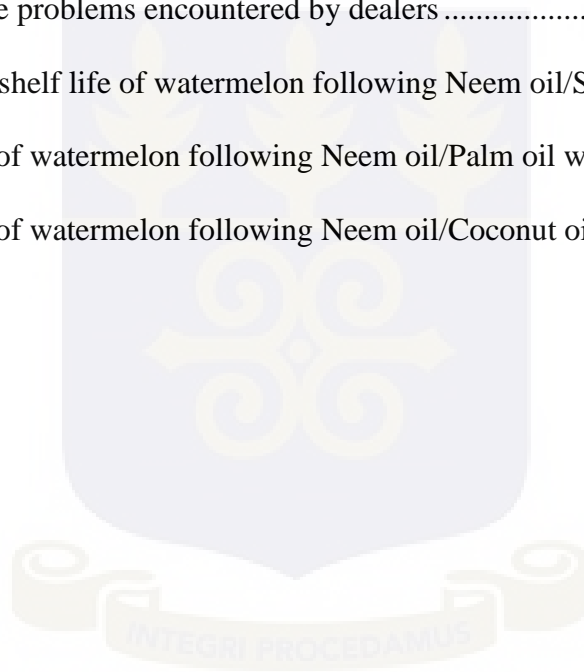 e problems encountered by dealers ..................
shelf life of watermelon following Neem oil/S
of watermelon following Neem oil/Palm oil w
of watermelon following Neem oil/Coconut oi
INTEGRI PROCEDAMUS